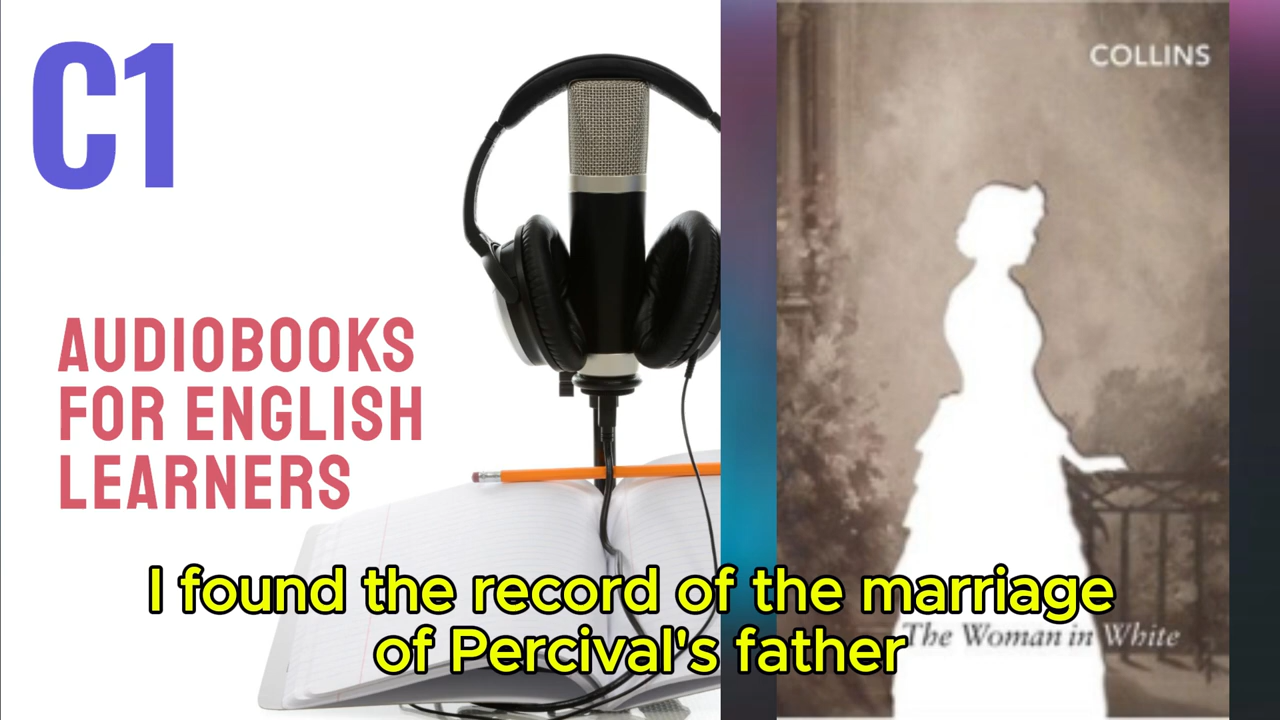 C1
AUDIOBOOKS
FOR ENGLISH
LEARNERS
COLLINS
The Woman in White
I found the record of the marriage
of Percival's father